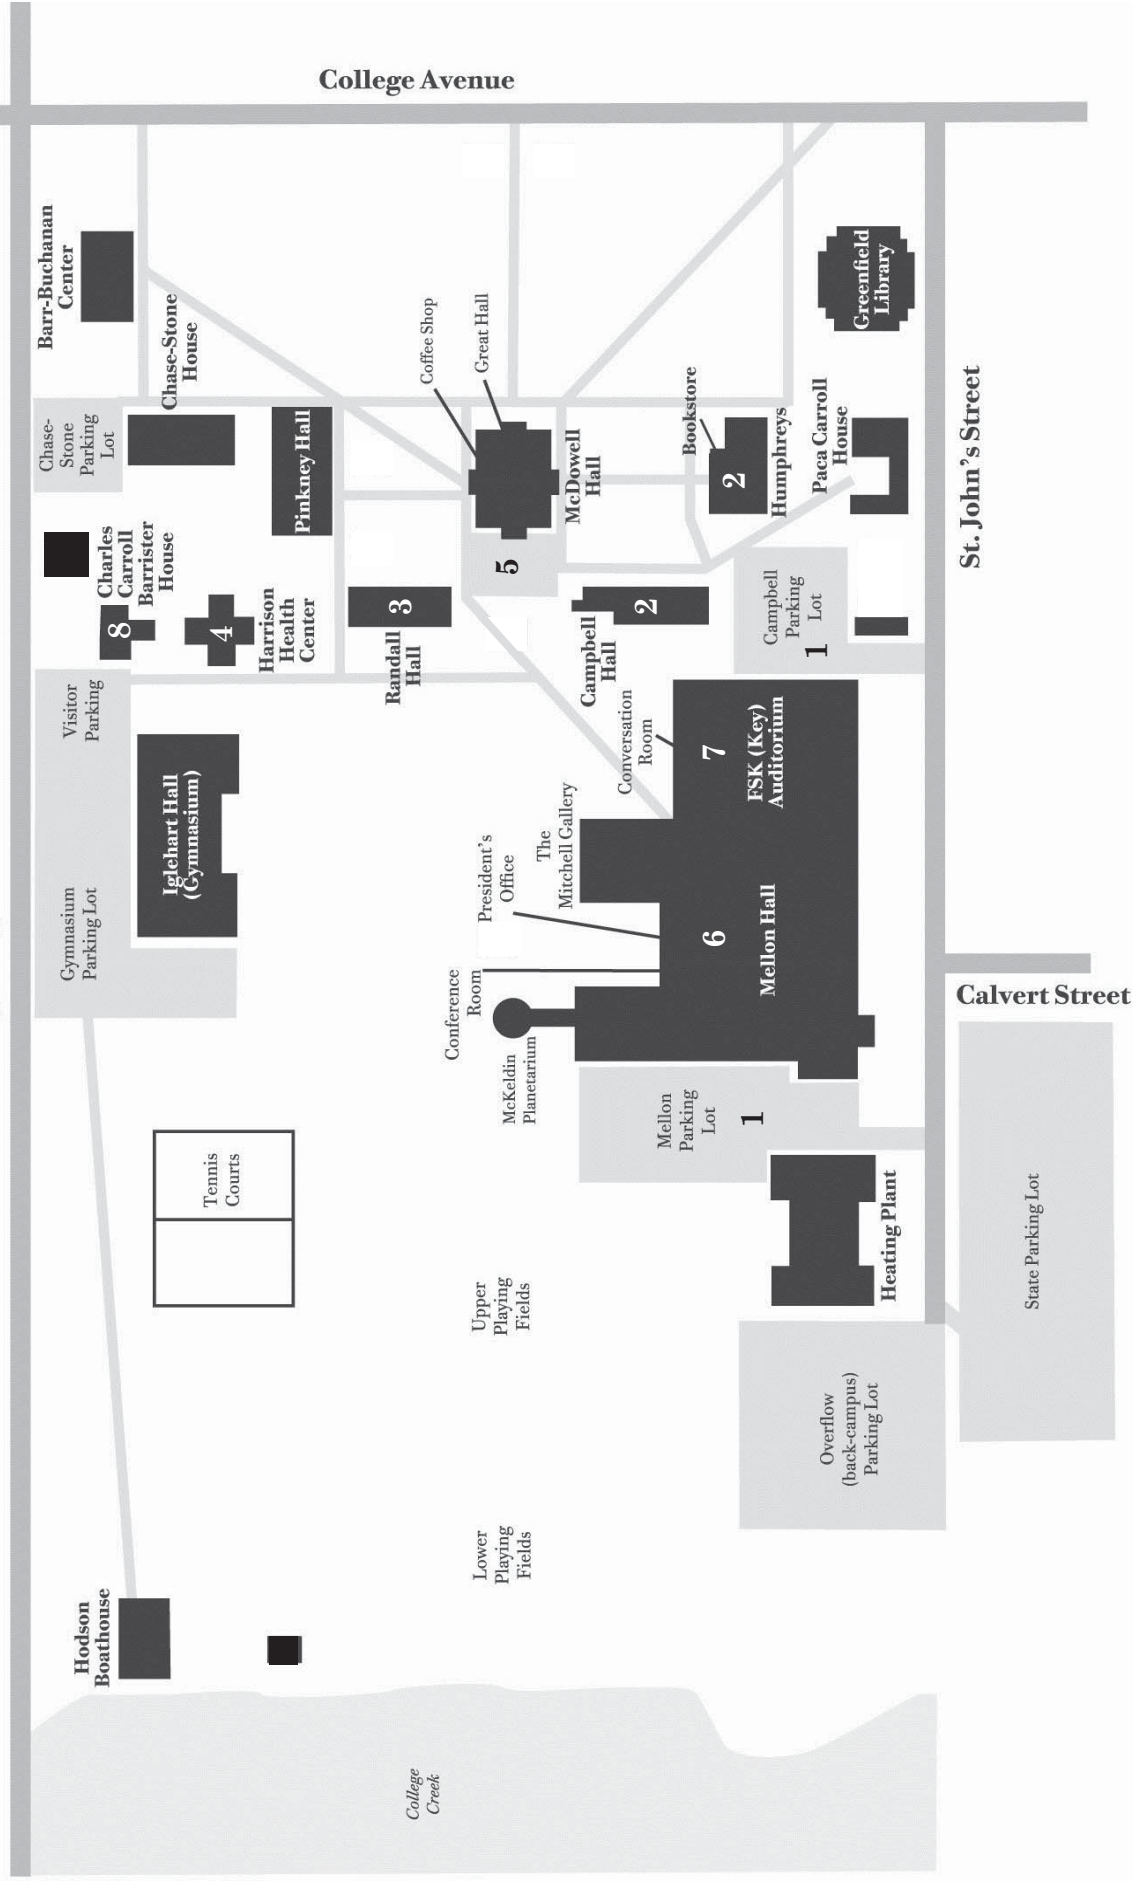 College Avenue
Barr-Buchanan
Center
Chase-Stone
House
Greenfield
Library
Coffee Shop
Great Hall
Chase-
Stone
Parking
Lot
Pinkney Hall
McDowell
Hall
Bookstore
2
Humphreys
Paca Carroll
House
St. John's Street
Charles
Carroll
Barrister
House
8
4
Harrison
Health
Center
5
3
Randall
Hall
2
Campbell
Hall
Campbell
Parking
Lot
1
Visitor
Parking
Conversation
Room
7
FSK (Key)
Auditorium
Iglehart Hall
(Gymnasium)
Gymnasium
Parking Lot
The
Mitchell Gallery
President's
Office
6
Mellon Hall
Conference
Room
Calvert Street
McKeldin
Planetarium
Mellon
Parking
Lot
1
Tennis
Courts
Heating Plant
State Parking Lot
Upper
Playing
Fields
Overflow
(back-campus)
Parking Lot
Lower
Playing
Fields
Hodson
Boathouse
College
Creek